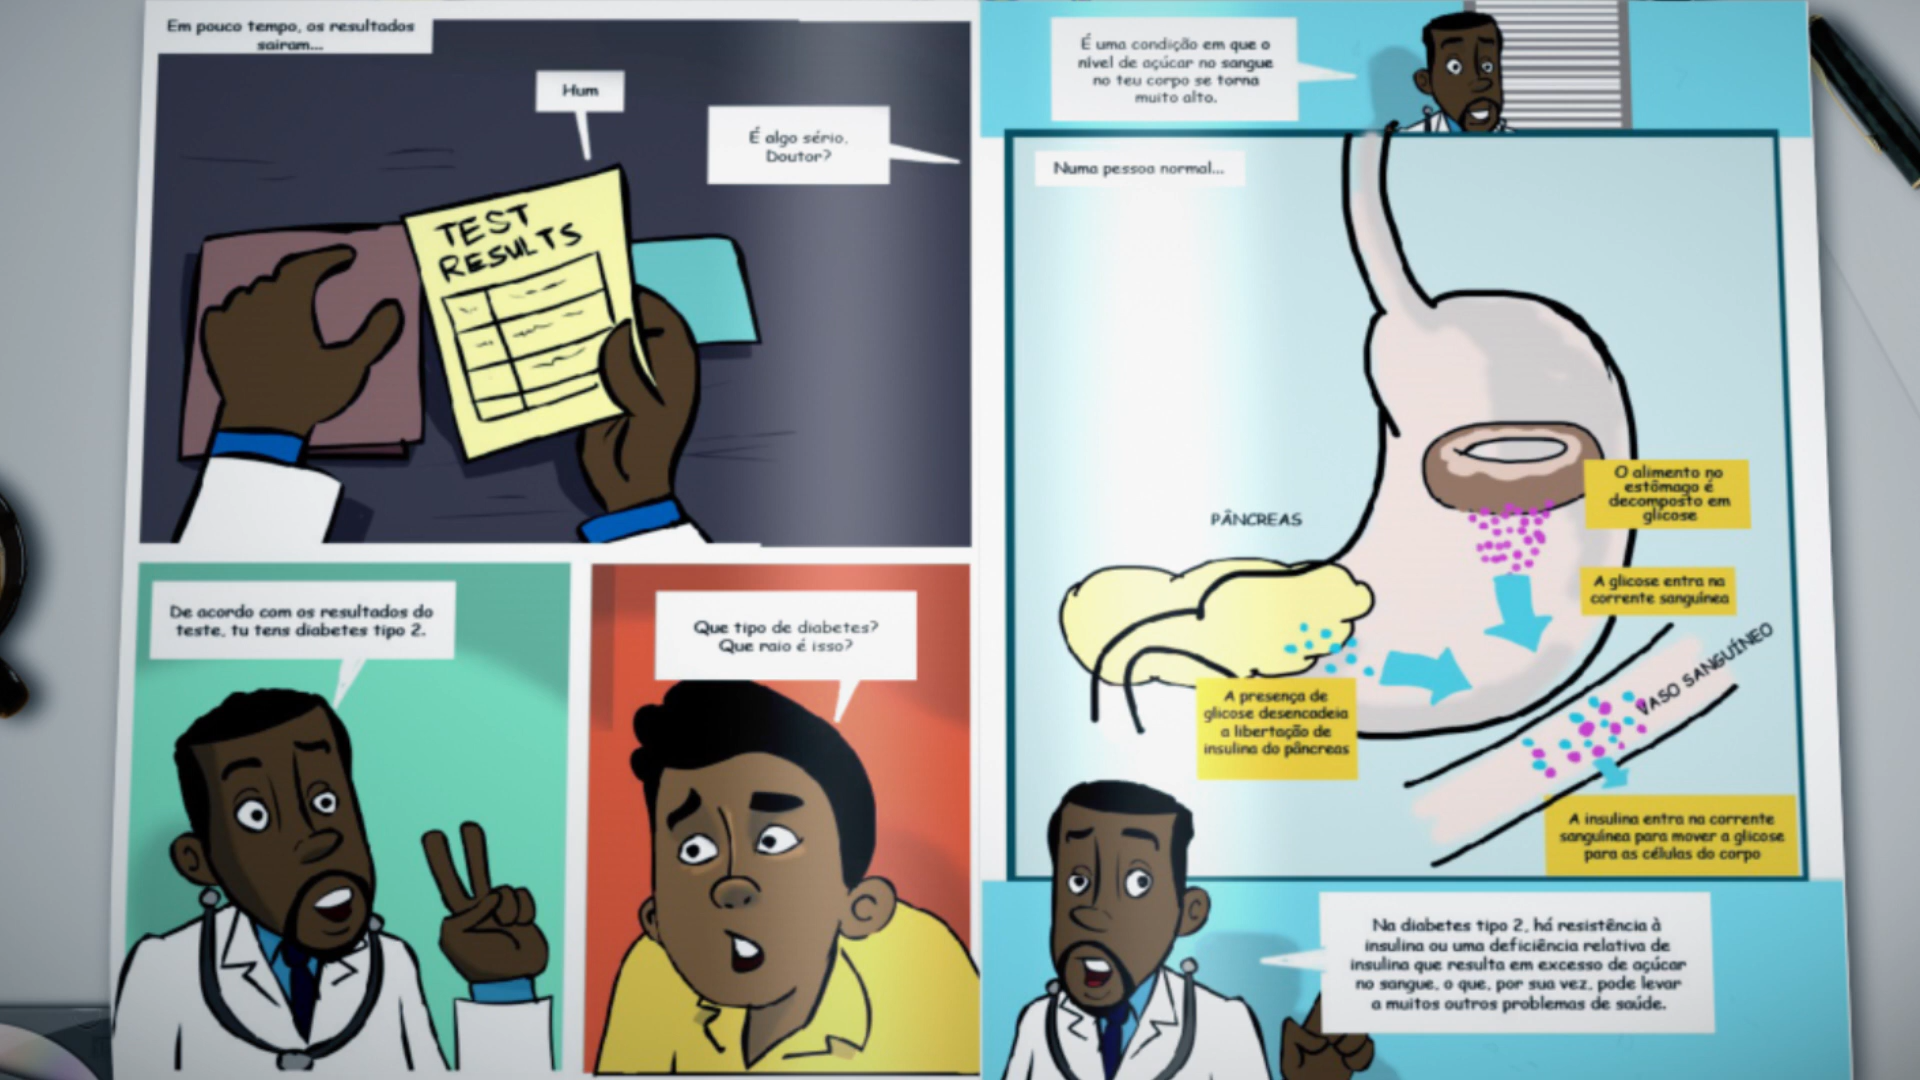 Em pouco tempo, os resultados
sairam...
Hum
É algo sério,
Doutor?
TEST
RESULTS
De acordo com os resultados do
teste, tu tens diabetes tipo 2.
Que tipo de diabetes?
Que raio é isso?
É uma condição em que o
nível de açúcar no sangue
no teu corpo se torna
muito alto.
Numa pessoa normal...
O alimento no
estômago é
decomposto em
glicose
PÂNCREAS
A glicose entra na
corrente sanguínea
VASO SANGUÍNEO
A presença de
glicose desencadeia
a libertação de
insulina do pâncreas
A insulina entra na corrente
sanguínea para mover a glicose
para as células do corpo
Na diabetes tipo 2, há resistência à
insulina ou uma deficiência relativa de
insulina que resulta em excesso de açúcar
no sangue, o que, por sua vez, pode levar
a muitos outros problemas de saúde.